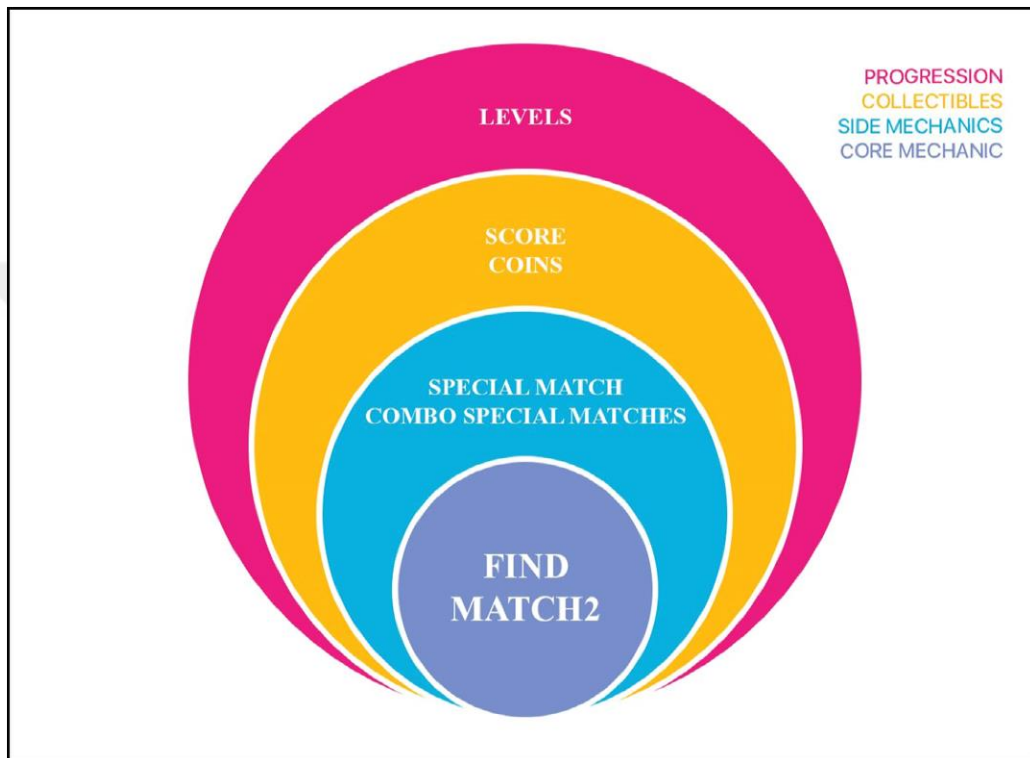 PROGRESSION
COLLECTIBLES
SIDE MECHANICS
CORE MECHANIC
LEVELS
SCORE
COINS
SPECIAL MATCH
COMBO SPECIAL MATCHES
FIND
MATCH2